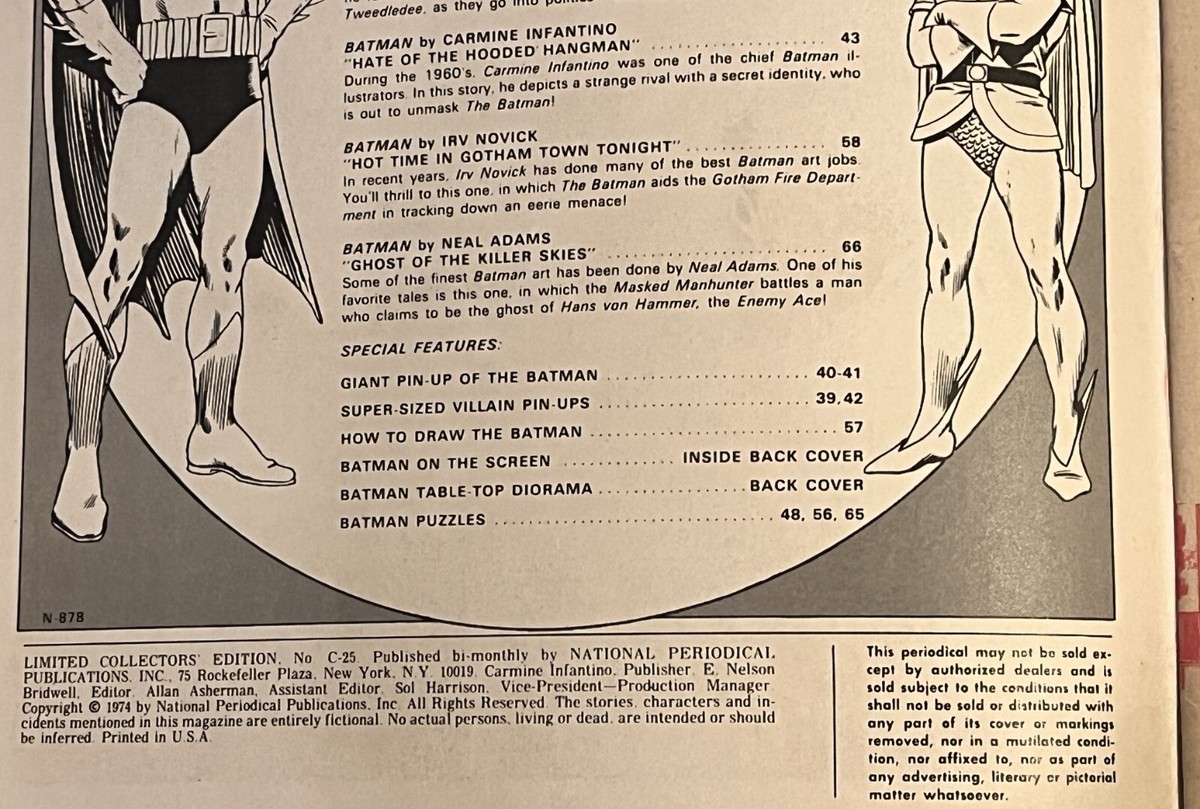 Tweedledee, as they go into
BATMAN by CARMINE INFANTINO
"HATE OF THE HOODED HANGMAN" .................... 43
During the 1960's, Carmine Infantino was one of the chief Batman il-
lustrators. In this story, he depicts a strange rival with a secret identity, who
is out to unmask The Batman!
BATMAN by IRV NOVICK
"HOT TIME IN GOTHAM TOWN TONIGHT" ................ 58
In recent years, Irv Novick has done many of the best Batman art jobs.
You'll thrill to this one, in which The Batman aids the Gotham Fire Depart-
ment in tracking down an eerie menace!
BATMAN by NEAL ADAMS
"GHOST OF THE KILLER SKIES" ........................ 66
Some of the finest Batman art has been done by Neal Adams. One of his
favorite tales is this one, in which the Masked Manhunter battles a man
who claims to be the ghost of Hans von Hammer, the Enemy Ace!
SPECIAL FEATURES:
GIANT PIN-UP OF THE BATMAN ..................... 40-41
SUPER-SIZED VILLAIN PIN-UPS ...................... 39,42
HOW TO DRAW THE BATMAN ........................ 57
BATMAN ON THE SCREEN ............ INSIDE BACK COVER
BATMAN TABLE-TOP DIORAMA ............... BACK COVER
BATMAN PUZZLES ............................ 48, 56, 65
N-878
LIMITED COLLECTORS' EDITION, No C-25. Published bi-monthly by NATIONAL PERIODICAL
PUBLICATIONS, INC., 75 Rockefeller Plaza, New York, N.Y. 10019. Carmine Infantino, Publisher. E. Nelson
Bridwell, Editor. Allan Asherman, Assistant Editor. Sol Harrison, Vice-President—Production Manager.
Copyright © 1974 by National Periodical Publications, Inc. All Rights Reserved. The stories, characters and in-
cidents mentioned in this magazine are entirely fictional. No actual persons, living or dead, are intended or should
be inferred. Printed in U.S.A.
This periodical may not be sold ex-
cept by authorized dealers and is
sold subject to the conditions that it
shall not be sold or distributed with
any part of its cover or markings
removed, nor in a mutilated condi-
tion, nor affixed to, nor as part of
any advertising, literary or pictorial
matter whatsoever.